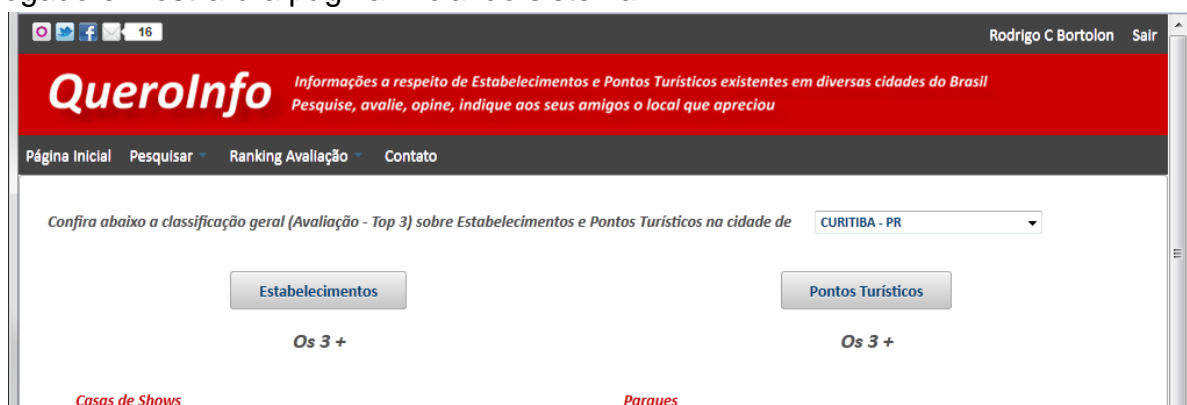 16
Rodrigo C Bortolon Sair
QueroInfo
Informações a respeito de Estabelecimentos e Pontos Turísticos existentes em diversas cidades do Brasil
Pesquise, avalie, opine, indique aos seus amigos o local que apreciou
Página Inicial Pesquisar Ranking Avaliação Contato
Confira abaixo a classificação geral (Avaliação - Top 3) sobre Estabelecimentos e Pontos Turísticos na cidade de CURITIBA - PR
Estabelecimentos Pontos Turísticos
Os 3 + Os 3 +
Casas de Shows Parques